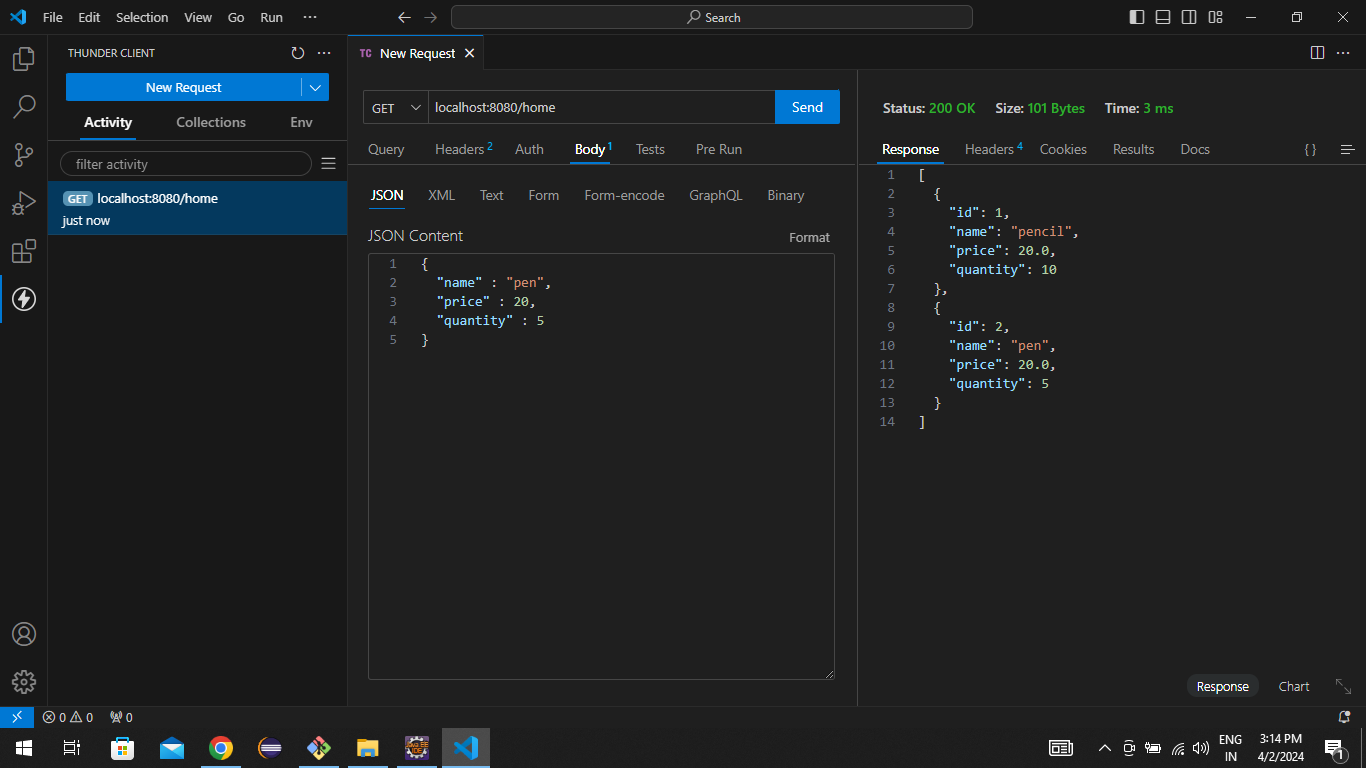 File Edit Selection View Go Run ···
Search
THUNDER CLIENT
New Request
Activity Collections Env
filter activity
GET localhost:8080/home
just now
TC New Request
GET localhost:8080/home Send
Query Headers 2 Auth Body 1 Tests Pre Run
JSON XML Text Form Form-encode GraphQL Binary
JSON Content Format
1 {
2 "name" : "pen",
3 "price" : 20,
4 "quantity" : 5
5 }
Status: 200 OK Size: 101 Bytes Time: 3 ms
Response Headers 4 Cookies Results Docs { }
1 [
2 {
3 "id": 1,
4 "name": "pencil",
5 "price": 20.0,
6 "quantity": 10
7 },
8 {
9 "id": 2,
10 "name": "pen",
11 "price": 20.0,
12 "quantity": 5
13 }
14 ]
Response Chart
0 0 0
Java EE
IDE
ENG
IN
3:14 PM
4/2/2024
1